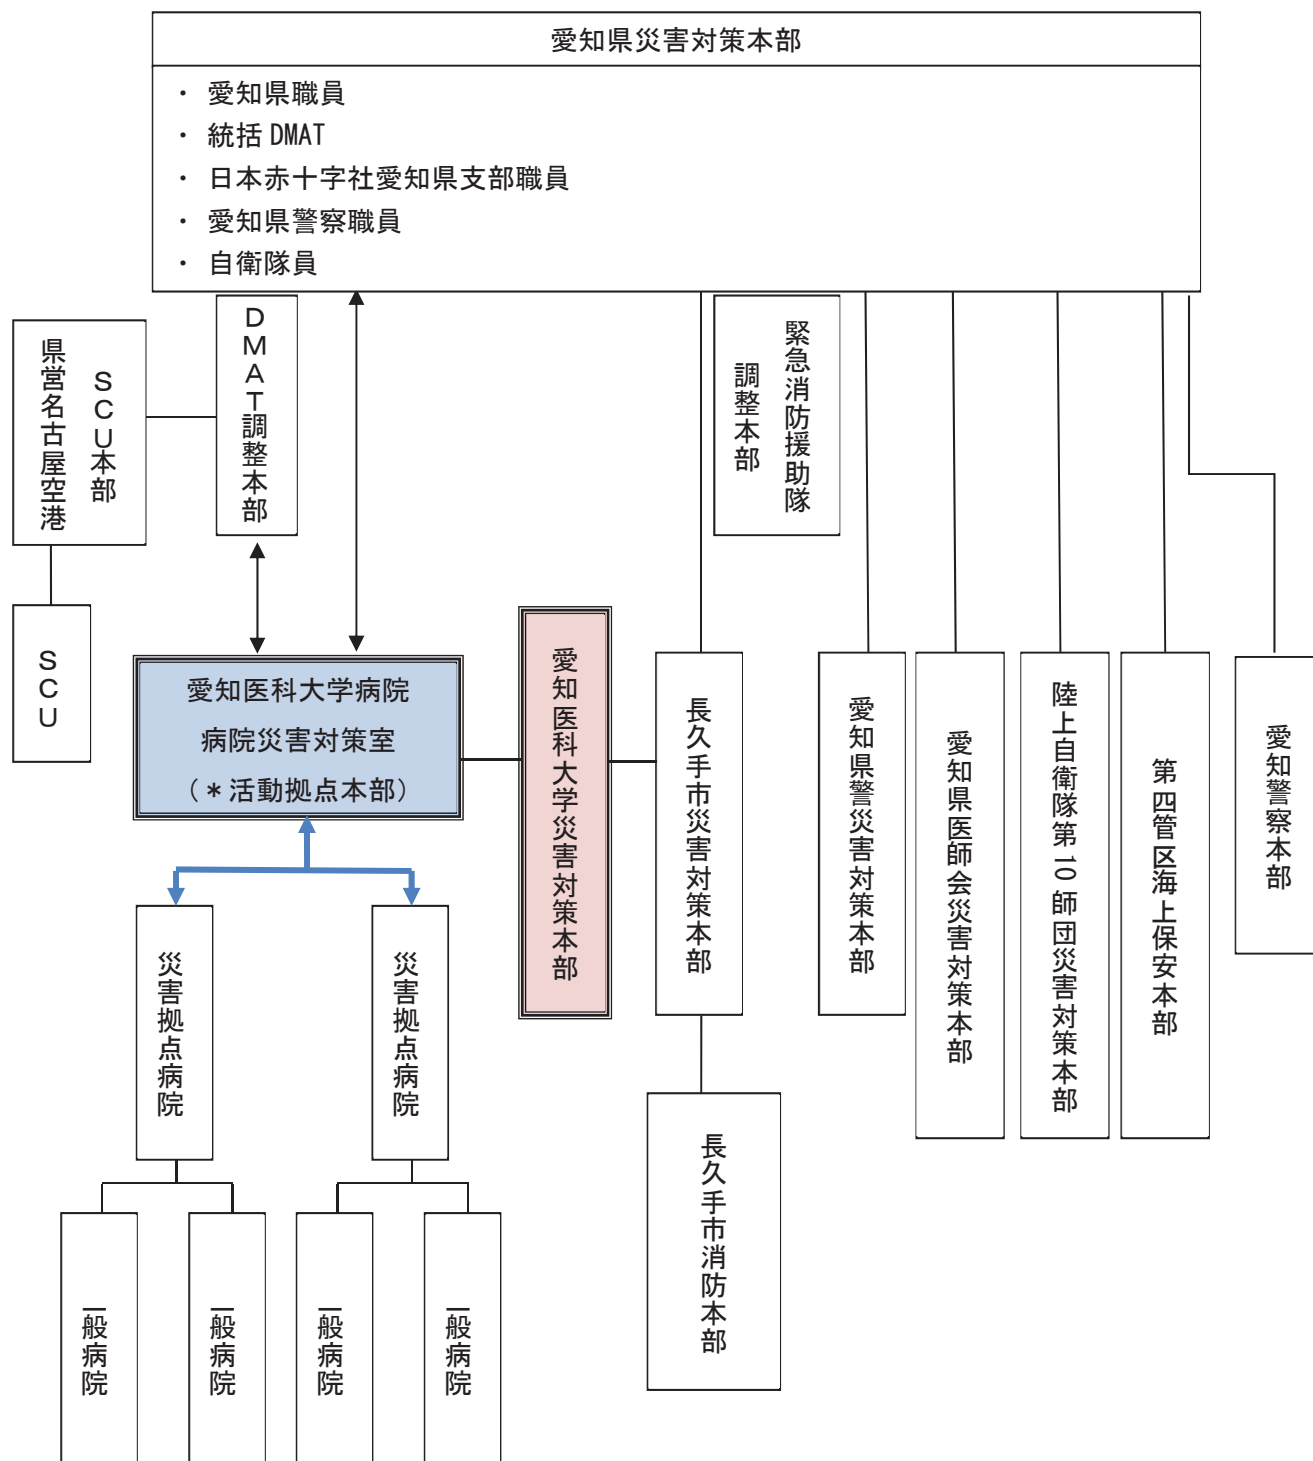 愛知県災害対策本部
・ 愛知県職員
・ 統括 DMAT
・ 日本赤十字社愛知県支部職員
・ 愛知県警察職員
・ 自衛隊員
県営名古屋空港
ＳＣＵ本部
ＤＭＡＴ調整本部
緊急消防援助隊
調整本部
ＳＣＵ
愛知医科大学病院
病院災害対策室
（＊活動拠点本部）
愛知医科大学災害対策本部
長久手市災害対策本部
愛知県警災害対策本部
愛知県医師会災害対策本部
陸上自衛隊第10師団災害対策本部
第四管区海上保安本部
愛知警察本部
災害拠点病院
災害拠点病院
長久手市消防本部
一般病院
一般病院
一般病院
一般病院